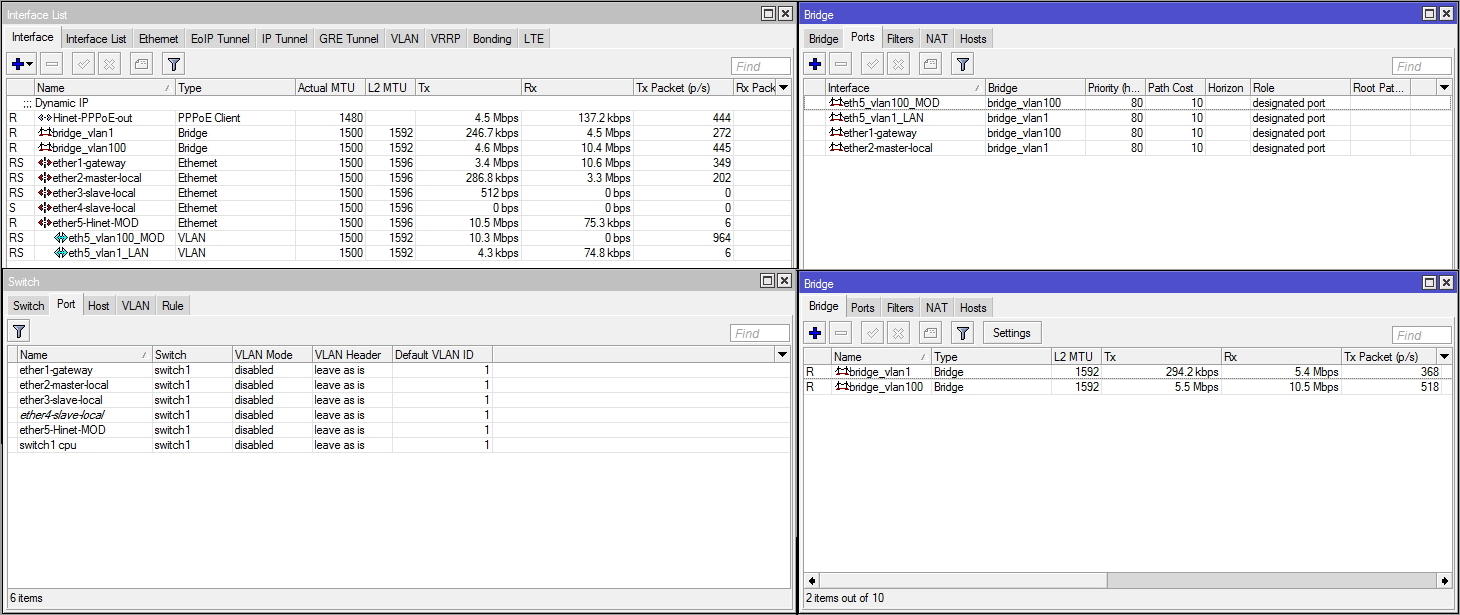 Interface List
Interface Interface List Ethernet EoIP Tunnel IP Tunnel GRE Tunnel VLAN VRRP Bonding LTE
Find
Name Type Actual MTU L2 MTU Tx Rx Tx Packet (p/s) Rx Pack
;;; Dynamic IP
R Hinet-PPPoE-out PPPoE Client 1480 4.5 Mbps 137.2 kbps 444
R bridge_vlan1 Bridge 1500 1592 246.7 kbps 4.5 Mbps 272
R bridge_vlan100 Bridge 1500 1592 4.6 Mbps 10.4 Mbps 445
RS ether1-gateway Ethernet 1500 1596 3.4 Mbps 10.6 Mbps 349
RS ether2-master-local Ethernet 1500 1596 286.8 kbps 3.3 Mbps 202
RS ether3-slave-local Ethernet 1500 1596 512 bps 0 bps 0
S ether4-slave-local Ethernet 1500 1596 0 bps 0 bps 0
R ether5-Hinet-MOD Ethernet 1500 1596 10.5 Mbps 75.3 kbps 6
RS eth5_vlan100_MOD VLAN 1500 1592 10.3 Mbps 0 bps 964
RS eth5_vlan1_LAN VLAN 1500 1592 4.3 kbps 74.8 kbps 6
Bridge
Bridge Ports Filters NAT Hosts
Find
Interface Bridge Priority (h... Path Cost Horizon Role Root Pat...
eth5_vlan100_MOD bridge_vlan100 80 10 designated port
eth5_vlan1_LAN bridge_vlan1 80 10 designated port
ether1-gateway bridge_vlan100 80 10 designated port
ether2-master-local bridge_vlan1 80 10 designated port
Switch
Switch Port Host VLAN Rule
Find
Name Switch VLAN Mode VLAN Header Default VLAN ID
ether1-gateway switch1 disabled leave as is 1
ether2-master-local switch1 disabled leave as is 1
ether3-slave-local switch1 disabled leave as is 1
ether4-slave-local switch1 disabled leave as is 1
ether5-Hinet-MOD switch1 disabled leave as is 1
switch1 cpu switch1 disabled leave as is 1
6 items
Bridge
Bridge Ports Filters NAT Hosts
Settings Find
Name Type L2 MTU Tx Rx Tx Packet (p/s)
R bridge_vlan1 Bridge 1592 294.2 kbps 5.4 Mbps 368
R bridge_vlan100 Bridge 1592 5.5 Mbps 10.5 Mbps 518
2 items out of 10